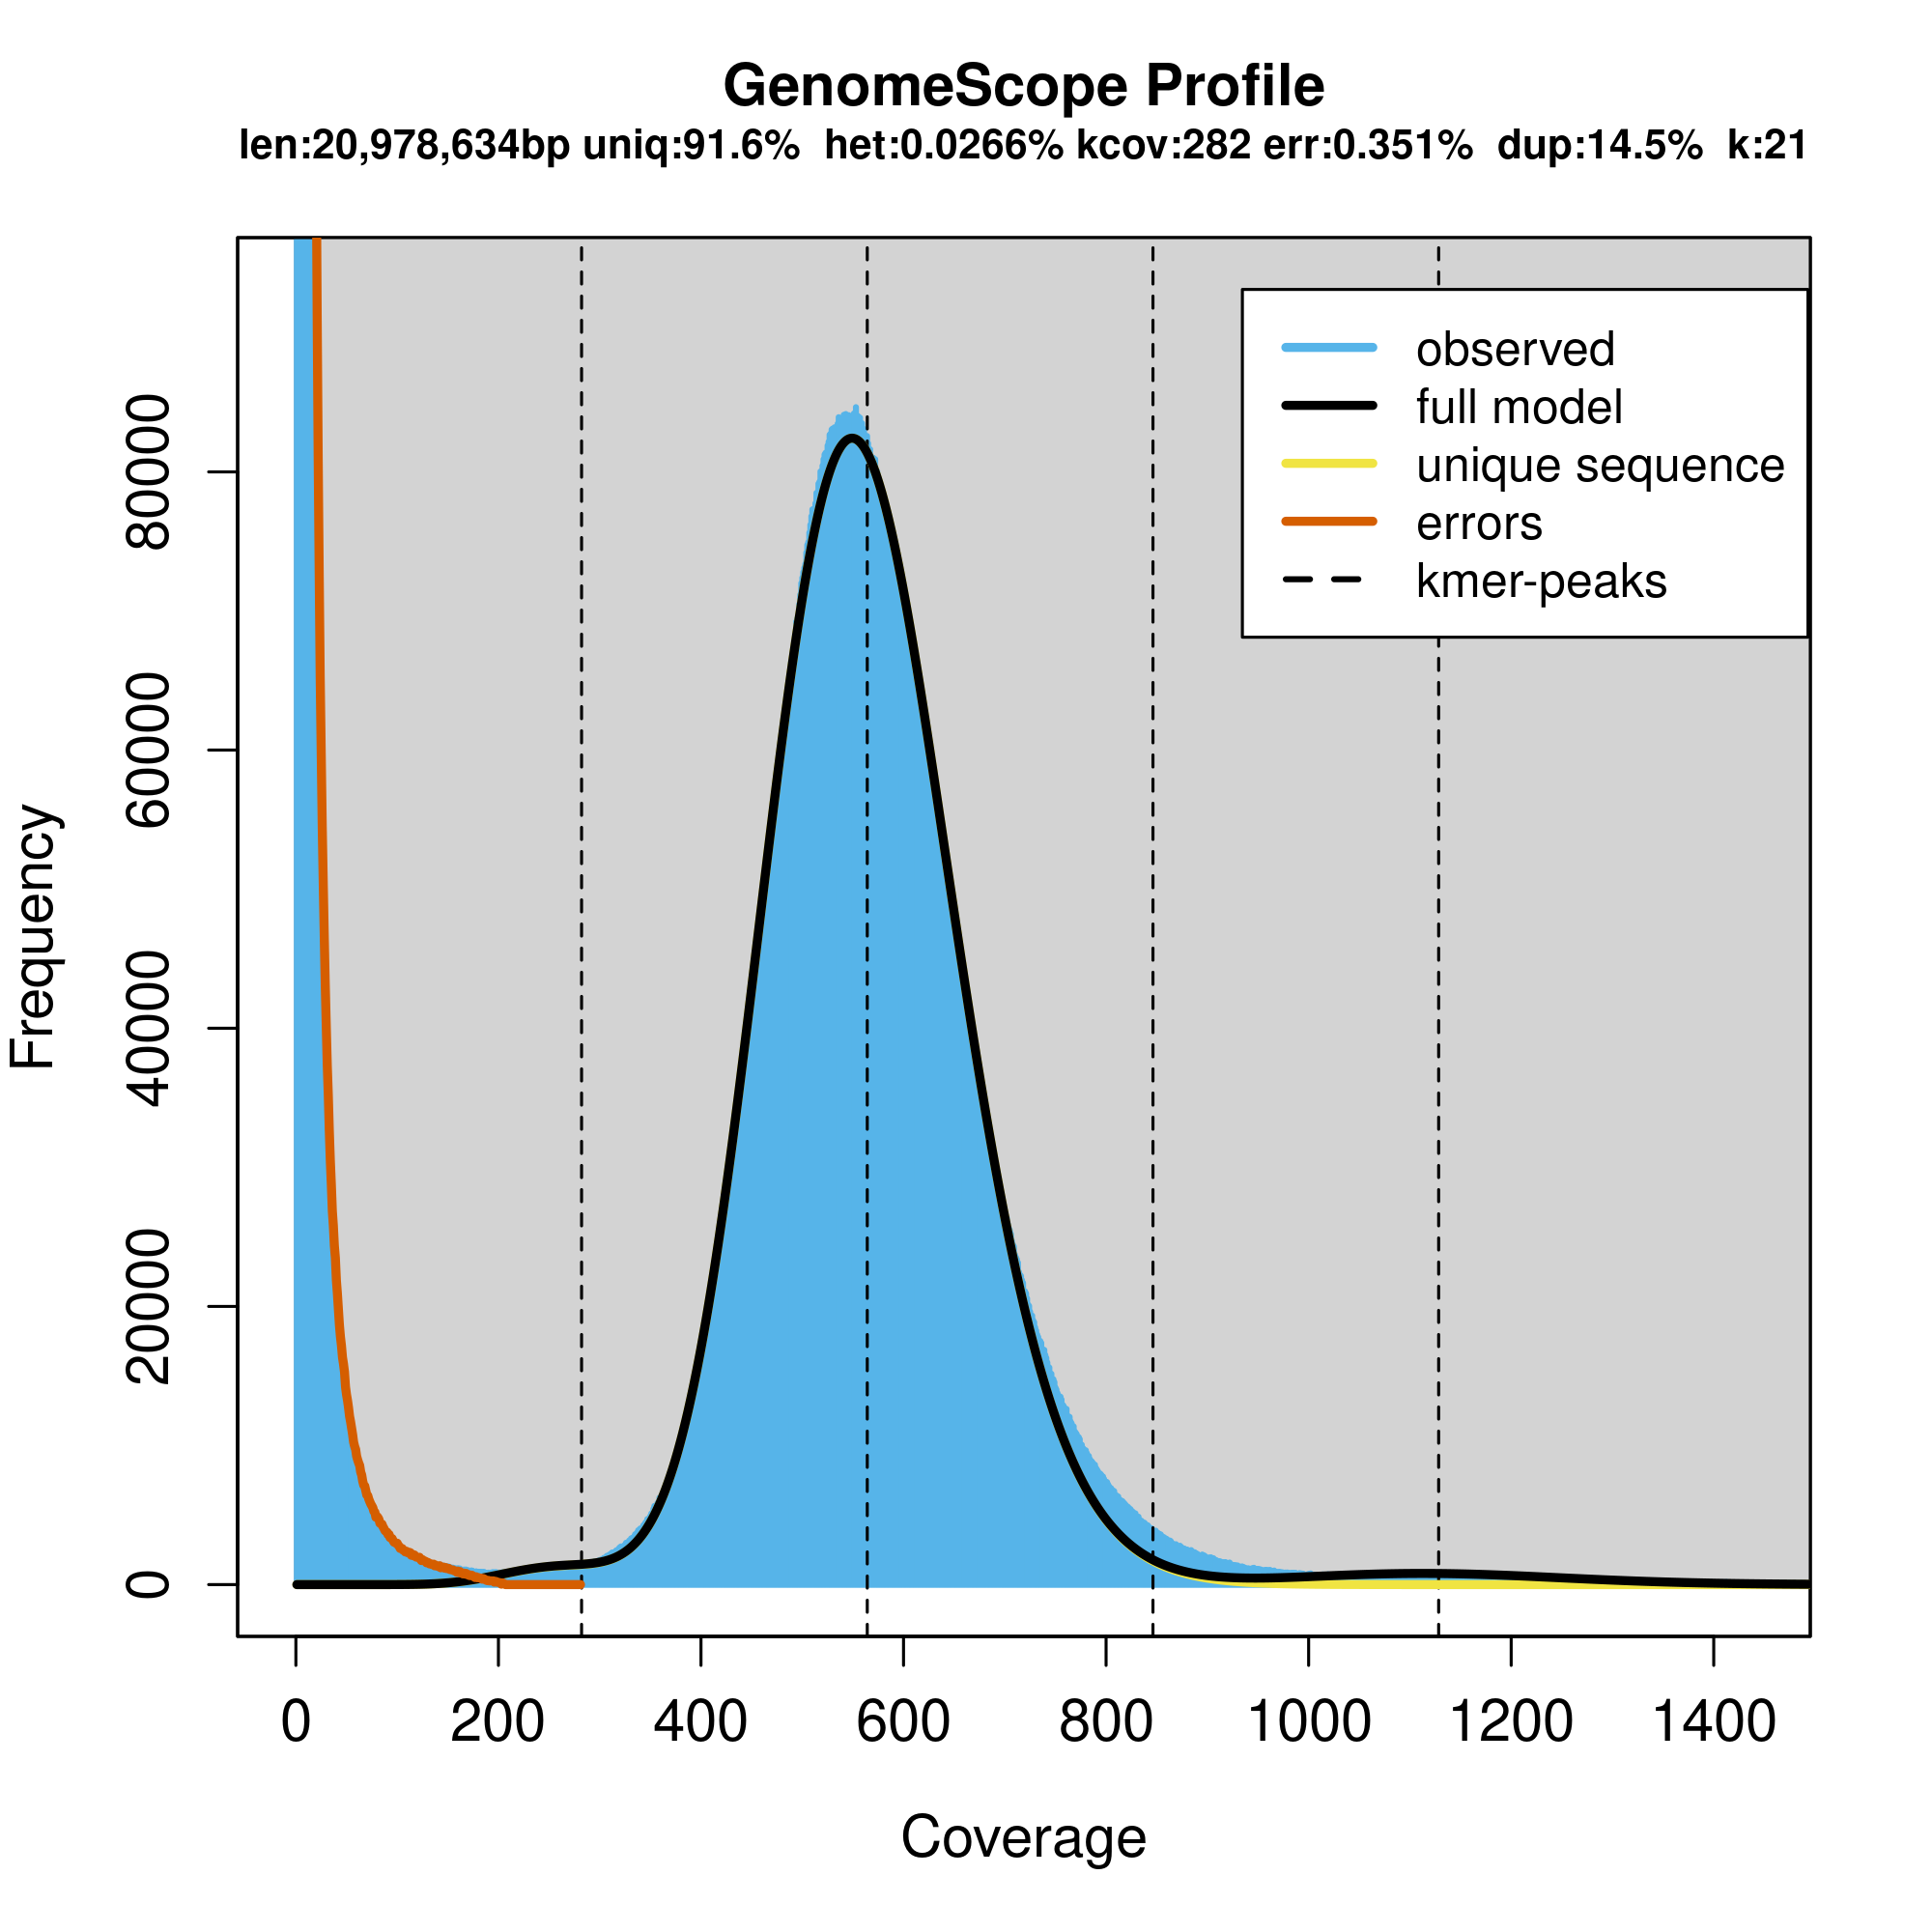 GenomeScope Profile
len:20,978,634bp uniq:91.6% het:0.0266% kcov:282 err:0.351% dup:14.5% k:21
observed
full model
unique sequence
errors
kmer-peaks
Frequency
80000
60000
40000
20000
0
0 200 400 600 800 1000 1200 1400
Coverage